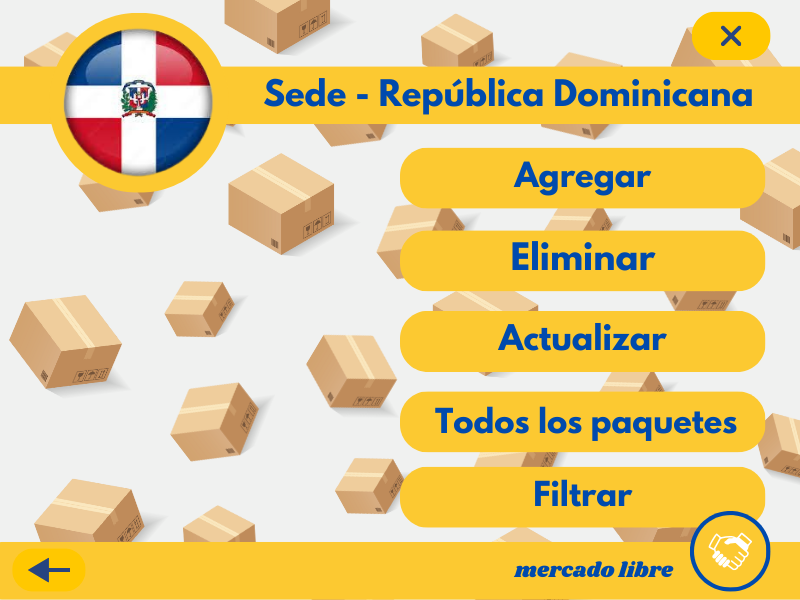 Sede - República Dominicana
Agregar
Eliminar
Actualizar
Todos los paquetes
Filtrar
mercado libre